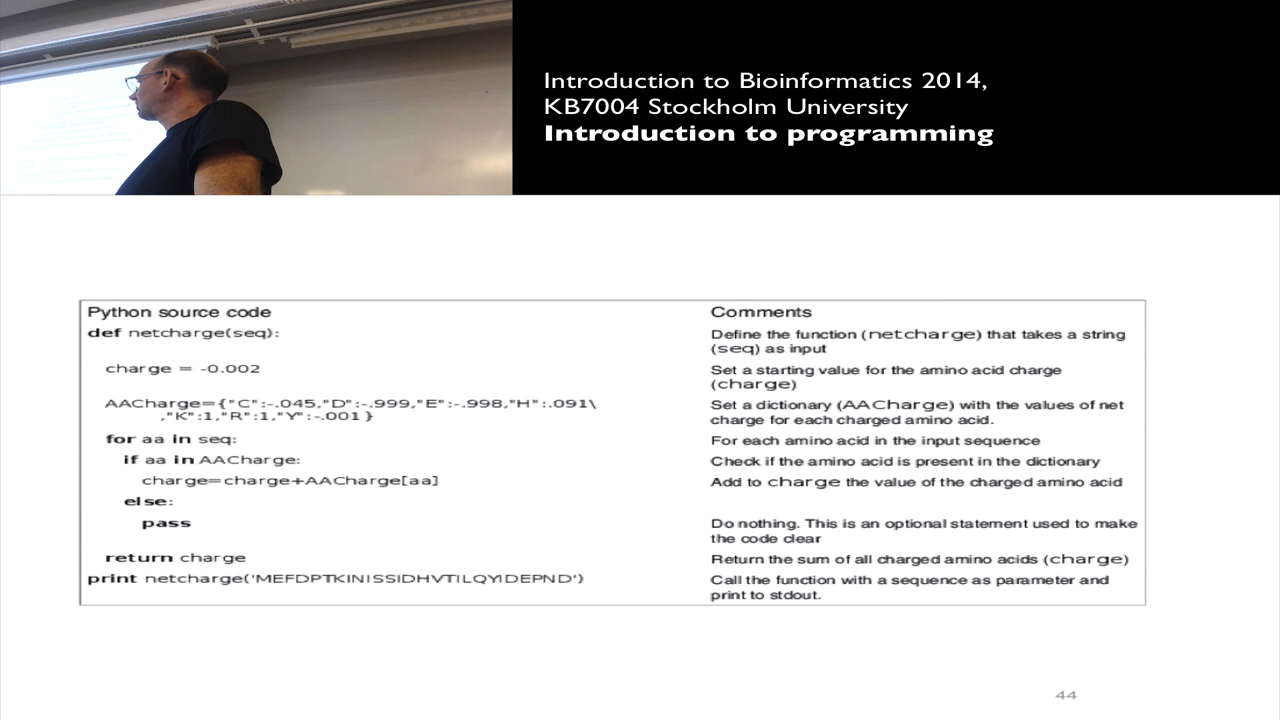 Introduction to Bioinformatics 2014,
KB7004 Stockholm University
Introduction to programming
Python source code
Comments
def netcharge(seq):
Define the function (netcharge) that takes a string
(seq) as input
charge = -0.002
Set a starting value for the amino acid charge
(charge)
AACharge={"C":-.045,"D":-.999,"E":-.998,"H":.091\
,"K":1,"R":1,"Y":-.001}
Set a dictionary (AACharge) with the values of net
charge for each charged amino acid.
for aa in seq:
For each amino acid in the input sequence
if aa in AACharge:
Check if the amino acid is present in the dictionary
charge=charge+AACharge[aa]
Add to charge the value of the charged amino acid
else:
pass
Do nothing. This is an optional statement used to make
the code clear
return charge
Return the sum of all charged amino acids (charge)
print netcharge('MEFDPTKINISSIDHVTILQYIDEPND')
Call the function with a sequence as parameter and
print to stdout.
44